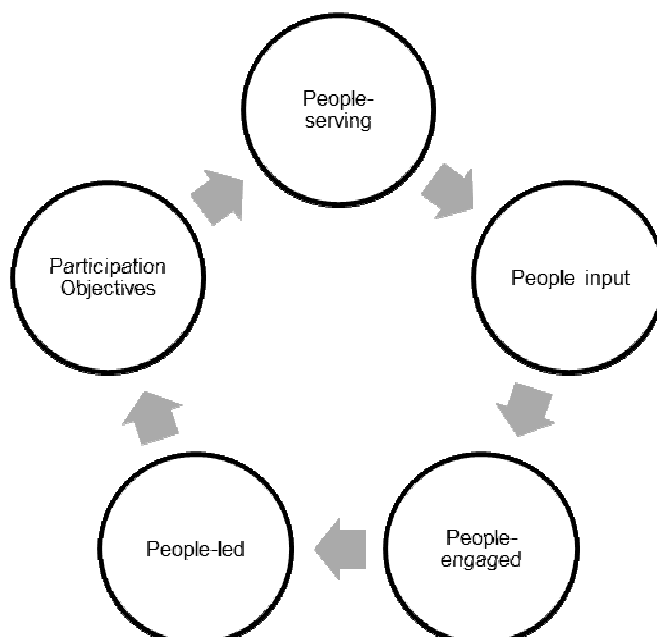 People-
serving
People input
People-
engaged
People-led
Participation
Objectives